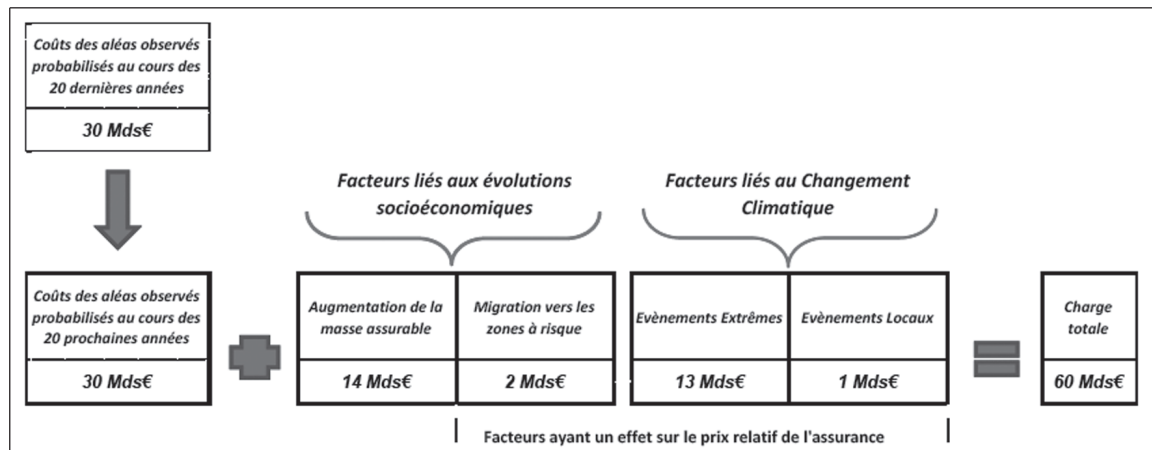 Coûts des aléas observés
probabilisés au cours des
20 dernières années
30 Mds€
Facteurs liés aux évolutions
socioéconomiques
Facteurs liés au Changement
Climatique
Coûts des aléas observés
probabilisés au cours des
20 prochaines années
30 Mds€
Augmentation de la
masse assurable
14 Mds€
Migration vers les
zones à risque
2 Mds€
Evènements Extrêmes
13 Mds€
Evènements Locaux
1 Mds€
Charge
totale
60 Mds€
Facteurs ayant un effet sur le prix relatif de l'assurance